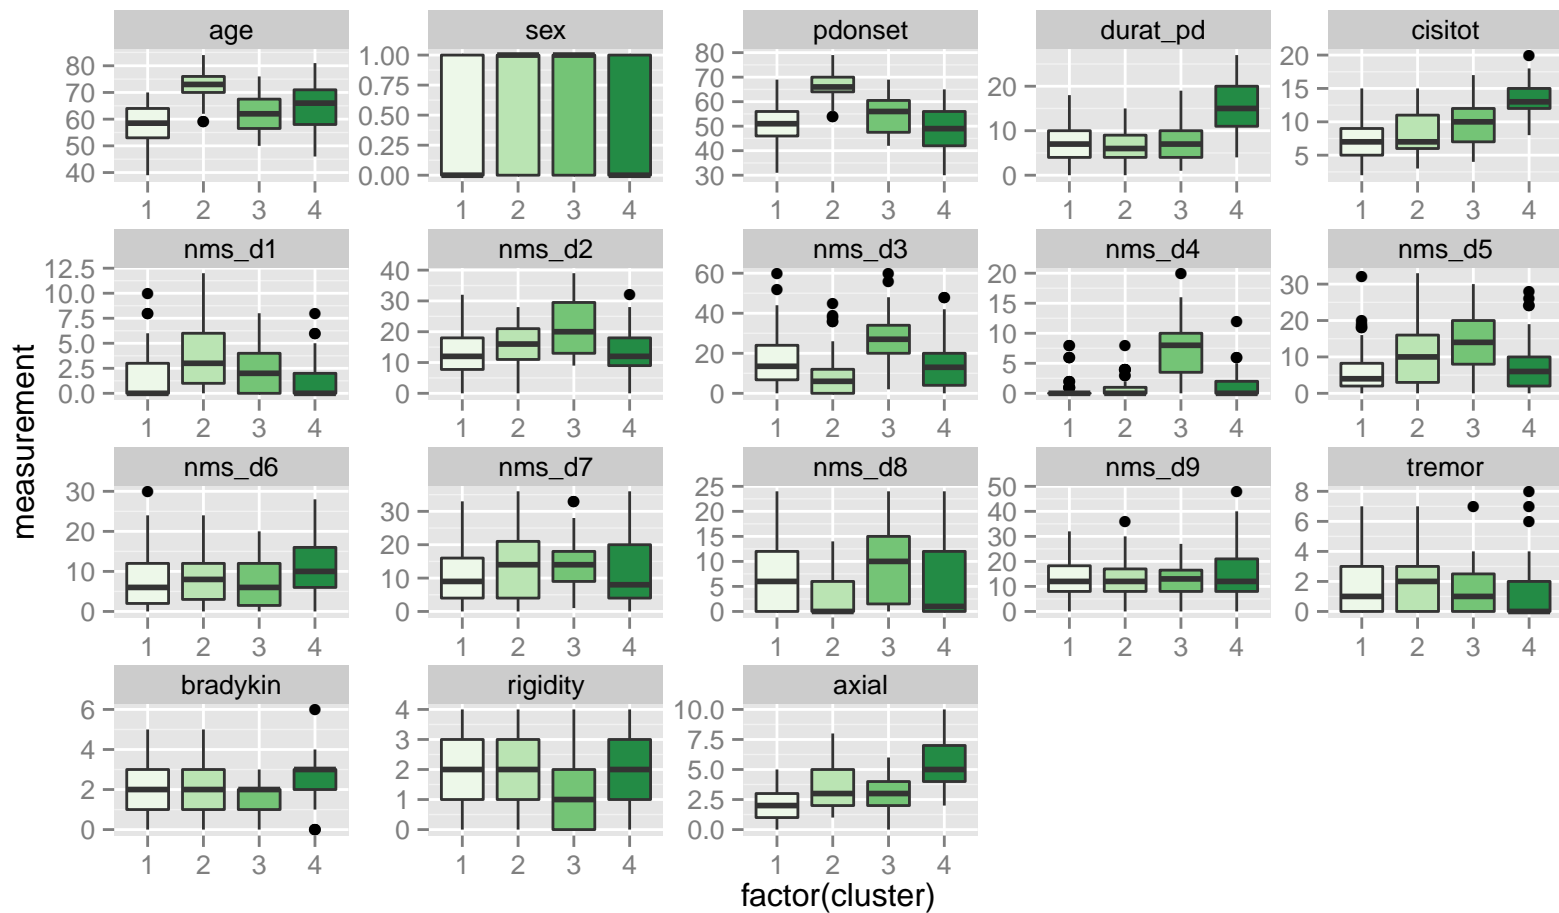 age sex pdonset durat_pd cisitot
80 70 60 50 40
1.00 0.75 0.50 0.25 0.00
80 70 60 50 40 30
20 10 0
20 15 10 5
1 2 3 4 1 2 3 4 1 2 3 4 1 2 3 4 1 2 3 4
nms_d1 nms_d2 nms_d3 nms_d4 nms_d5
12.5 10.0 7.5 5.0 2.5 0.0
40 30 20 10 0
60 40 20 0
20 15 10 5 0
30 20 10 0
1 2 3 4 1 2 3 4 1 2 3 4 1 2 3 4 1 2 3 4
measurement
nms_d6 nms_d7 nms_d8 nms_d9 tremor
30 20 10 0
30 20 10 0
25 20 15 10 5 0
50 40 30 20 10 0
8 6 4 2 0
1 2 3 4 1 2 3 4 1 2 3 4 1 2 3 4 1 2 3 4
bradykin rigidity axial
6 4 2 0
4 3 2 1 0
10.0 7.5 5.0 2.5 0.0
1 2 3 4 1 2 3 4 1 2 3 4
factor(cluster)